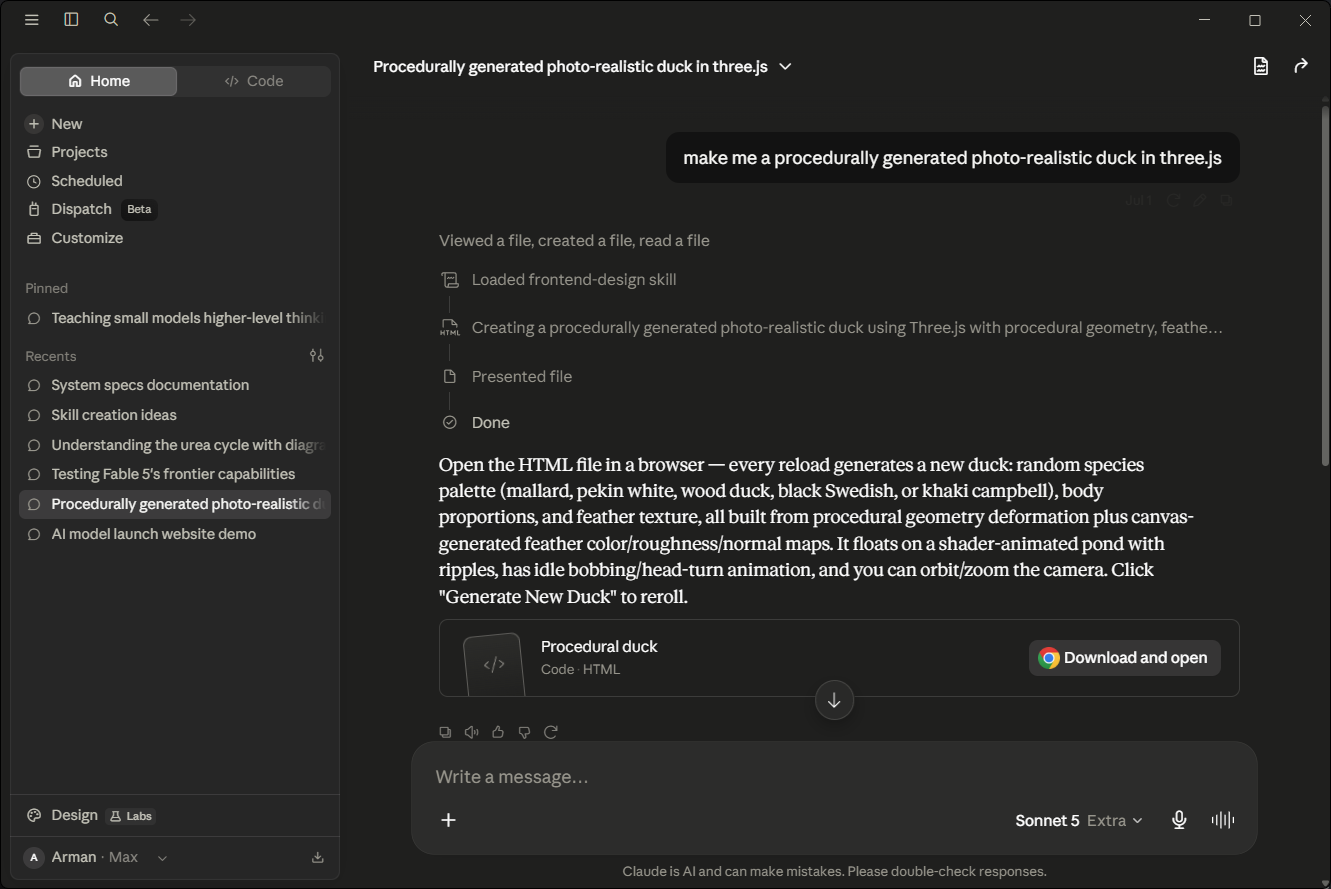 Home
Code
New
Projects
Scheduled
Dispatch Beta
Customize
Pinned
Teaching small models higher-level thinki
Recents
System specs documentation
Skill creation ideas
Understanding the urea cycle with diagra
Testing Fable 5's frontier capabilities
Procedurally generated photo-realistic d
AI model launch website demo
Design Labs
A Arman · Max
Procedurally generated photo-realistic duck in three.js
make me a procedurally generated photo-realistic duck in three.js
Jul 1
Viewed a file, created a file, read a file
Loaded frontend-design skill
HTML Creating a procedurally generated photo-realistic duck using Three.js with procedural geometry, feathe…
Presented file
Done
Open the HTML file in a browser — every reload generates a new duck: random species
palette (mallard, pekin white, wood duck, black Swedish, or khaki campbell), body
proportions, and feather texture, all built from procedural geometry deformation plus canvas-
generated feather color/roughness/normal maps. It floats on a shader-animated pond with
ripples, has idle bobbing/head-turn animation, and you can orbit/zoom the camera. Click
"Generate New Duck" to reroll.
Procedural duck
Code · HTML
Download and open
Write a message…
Sonnet 5 Extra
Claude is AI and can make mistakes. Please double-check responses.